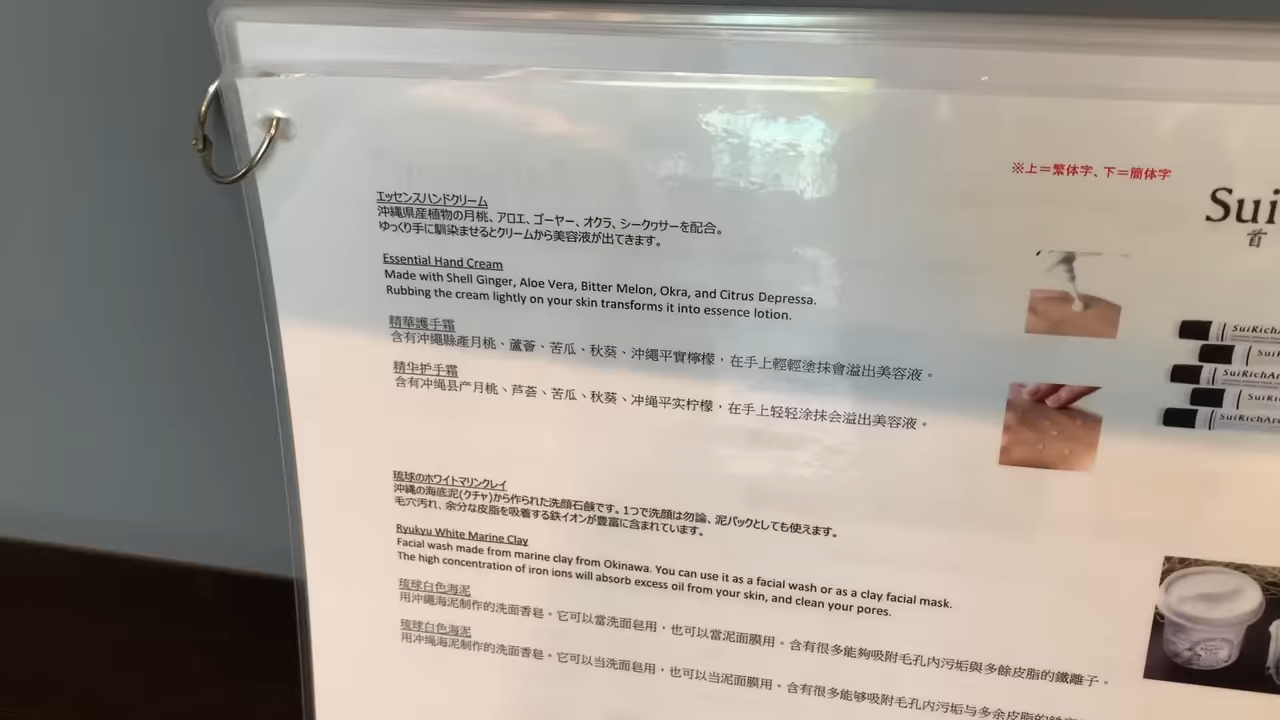 ※上＝繁体字、下＝簡体字
エッセンスハンドクリーム
沖縄県産植物の月桃、アロエ、ゴーヤー、オクラ、シークヮサーを配合。
ゆっくり手に馴染ませるとクリームから美容液が出てきます。
Essential Hand Cream
Made with Shell Ginger, Aloe Vera, Bitter Melon, Okra, and Citrus Depressa.
Rubbing the cream lightly on your skin transforms it into essence lotion.
精華護手霜
含有沖繩縣產月桃、蘆薈、苦瓜、秋葵、沖繩平實檸檬，在手上輕輕塗抹會溢出美容液。
精华护手霜
含有冲绳县产月桃、芦荟、苦瓜、秋葵、冲绳平实柠檬，在手上轻轻涂抹会溢出美容液。
Sui
首
SuiRich
SuiRichAr
琉球のホワイトマリンクレイ
沖縄の海底泥(クチャ)から作られた洗顔石鹸です。1つで洗顔は勿論、泥パックとしても使えます。
毛穴汚れ、余分な皮脂を吸着する鉄イオンが豊富に含まれています。
Ryukyu White Marine Clay
Facial wash made from marine clay from Okinawa. You can use it as a facial wash or as a clay facial mask.
The high concentration of iron ions will absorb excess oil from your skin, and clean your pores.
琉球白色海泥
用沖繩海泥制作的洗面香皂。它可以當洗面皂用，也可以當泥面膜用。含有很多能夠吸附毛孔內污垢與多餘皮脂的鐵離子。
琉球白色海泥
用冲绳海泥制作的洗面香皂。它可以当洗面皂用，也可以当泥面膜用。含有很多能够吸附毛孔内污垢与多余皮脂的